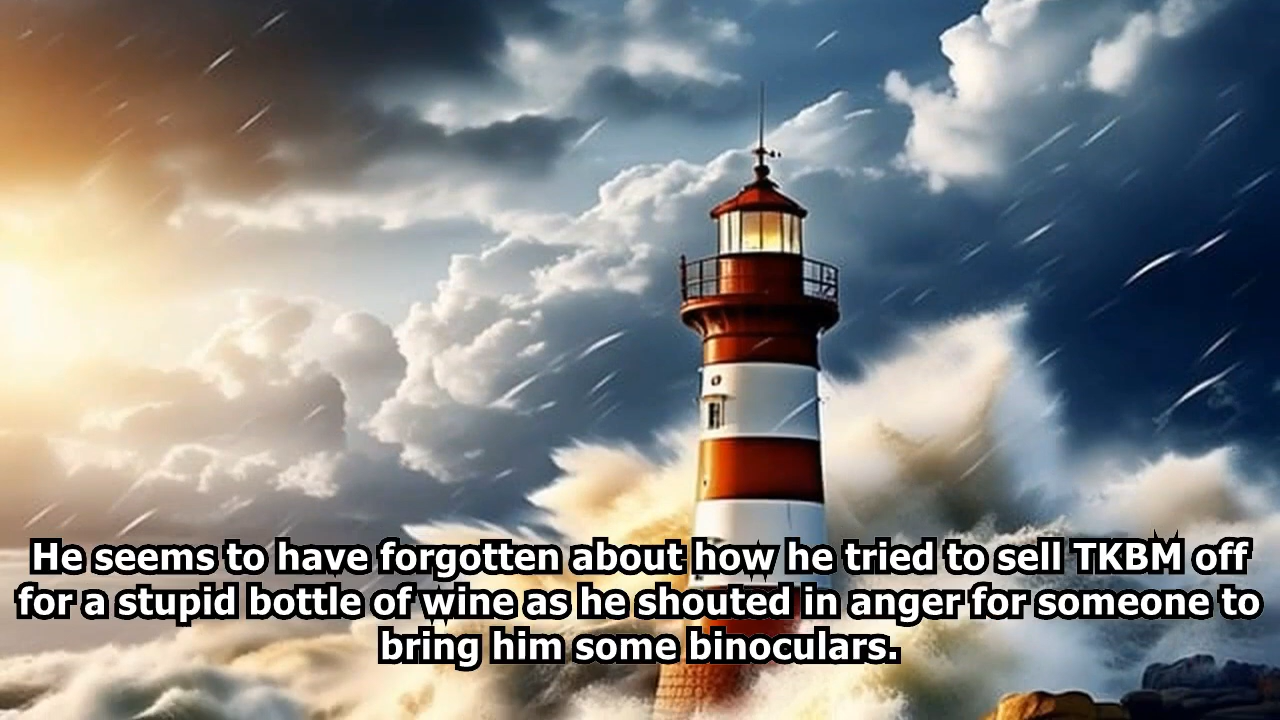 He seems to have forgotten about how he tried to sell TKBM off
for a stupid bottle of wine as he shouted in anger for someone to
bring him some binoculars.